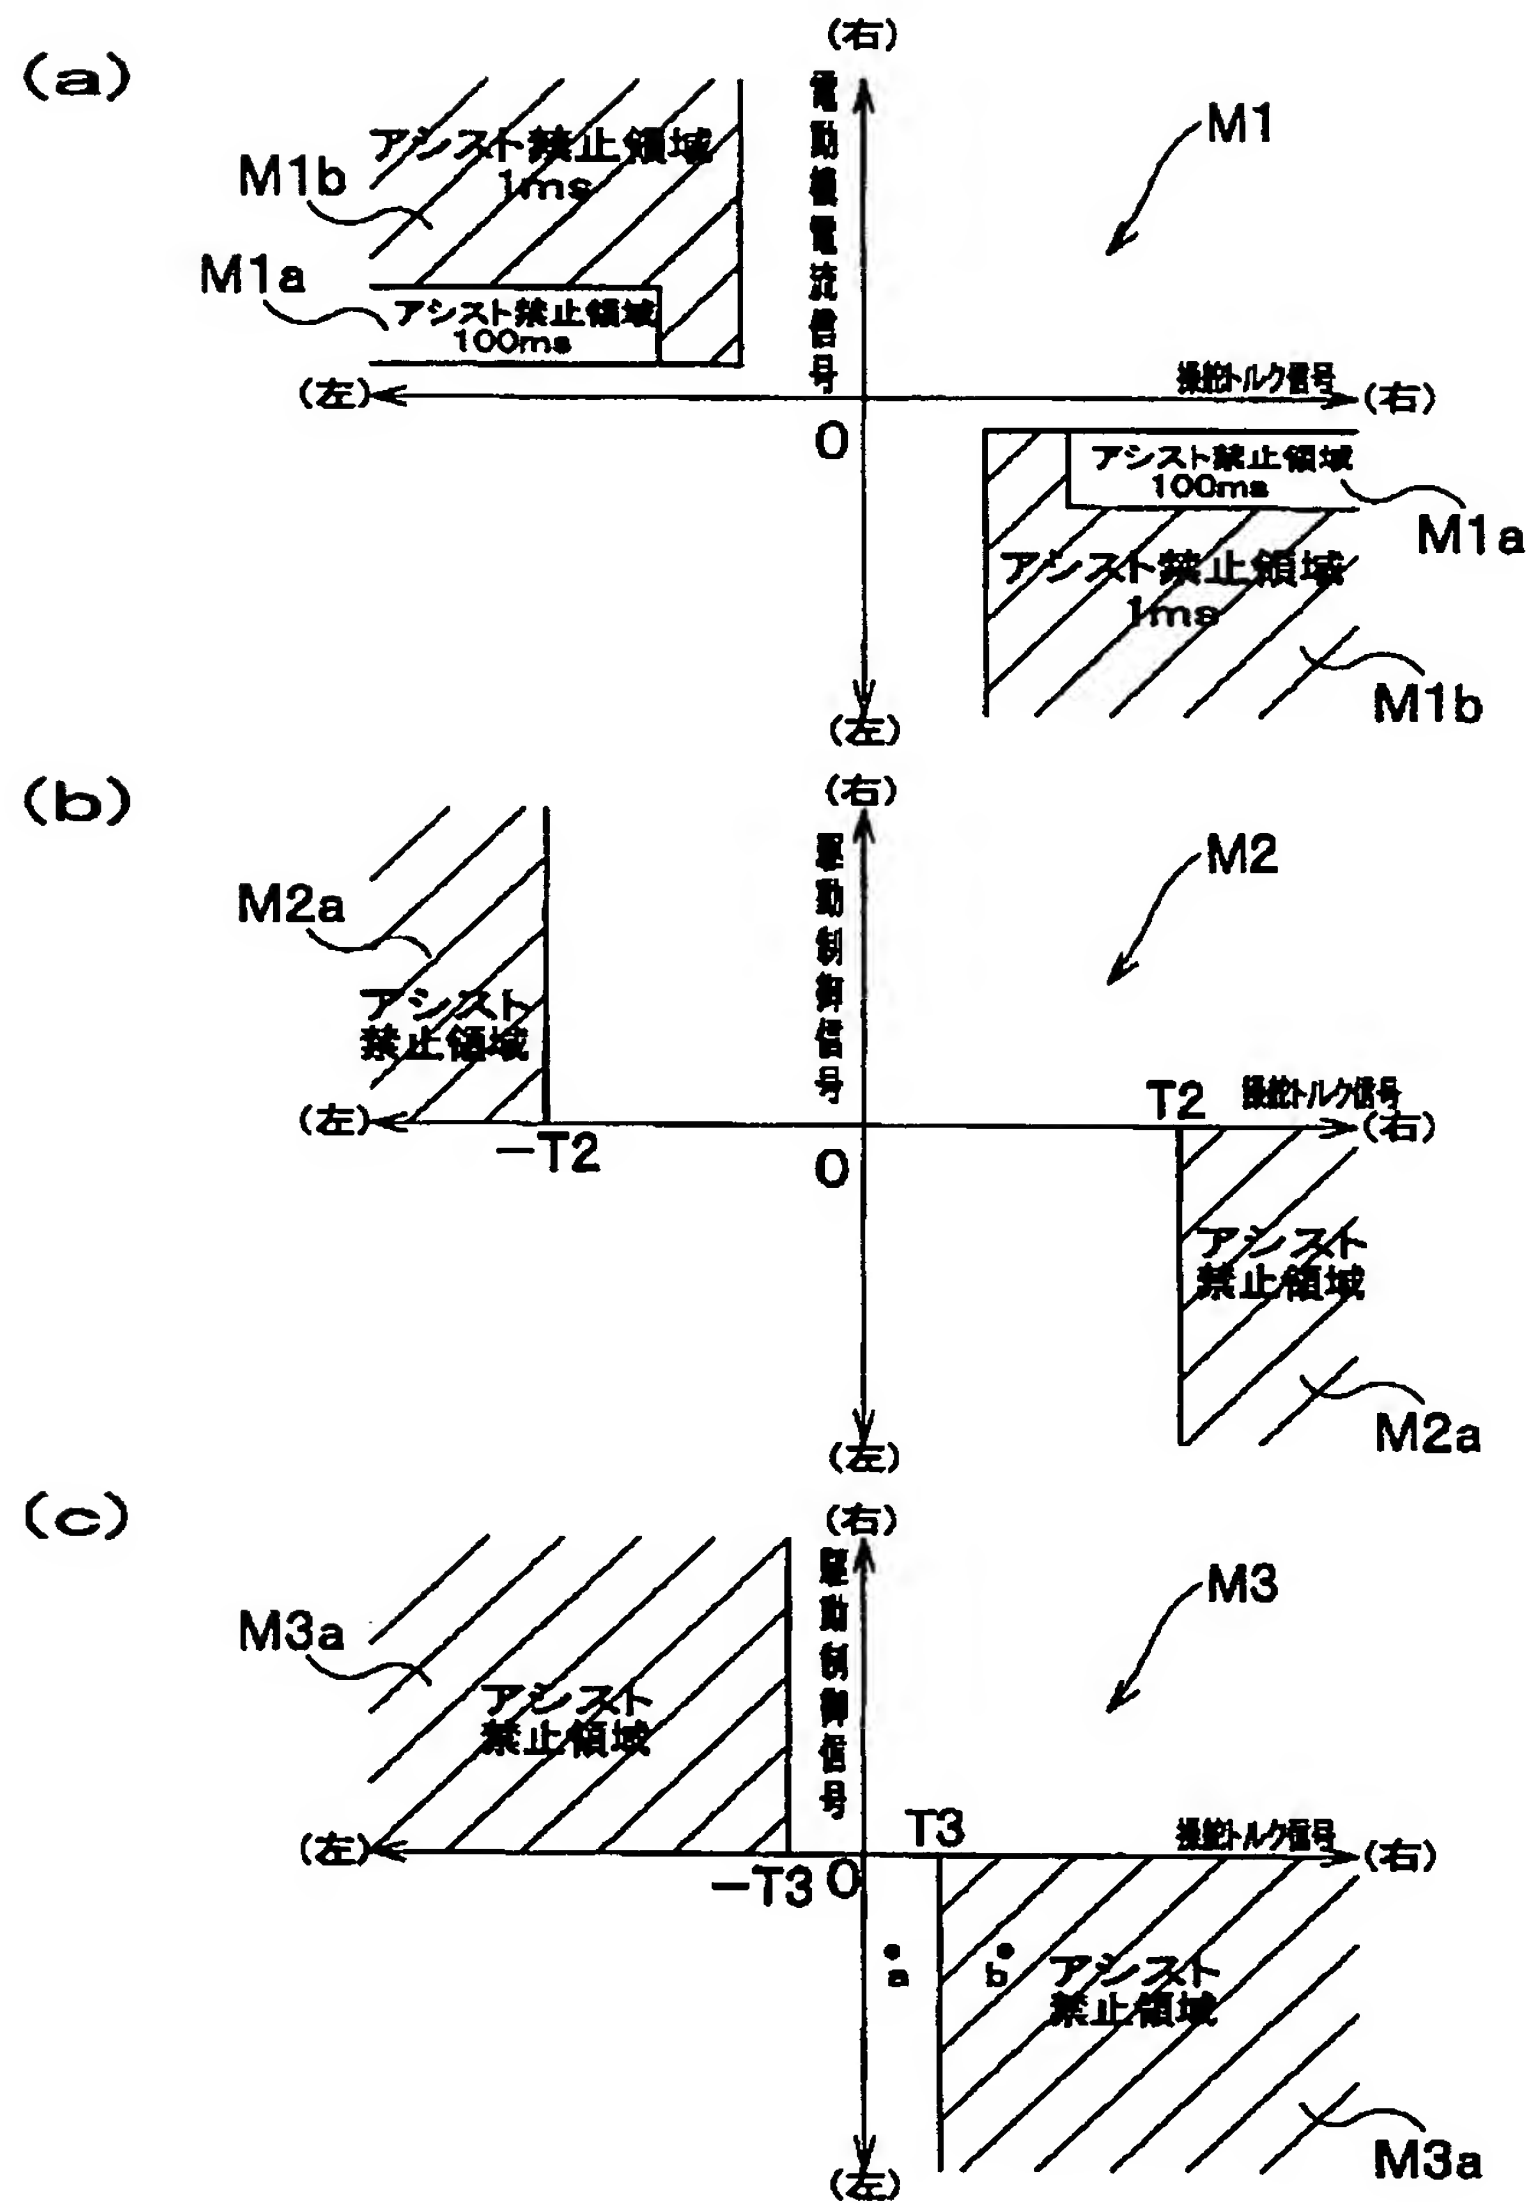 (a)
(右)
電動機電流信号
M1
アシスト禁止領域
1ms
M1b
M1a
アシスト禁止領域
100ms
(左)
操舵トルク信号
(右)
0
アシスト禁止領域
100ms
M1a
アシスト禁止領域
1ms
M1b
(左)
(b)
(右)
駆動制御信号
M2
M2a
アシスト
禁止領域
(左)
-T2
0
T2
操舵トルク信号
(右)
アシスト
禁止領域
M2a
(左)
(c)
(右)
駆動制御信号
M3
M3a
アシスト
禁止領域
(左)
-T3
0
T3
操舵トルク信号
(右)
a
b
アシスト
禁止領域
M3a
(左)